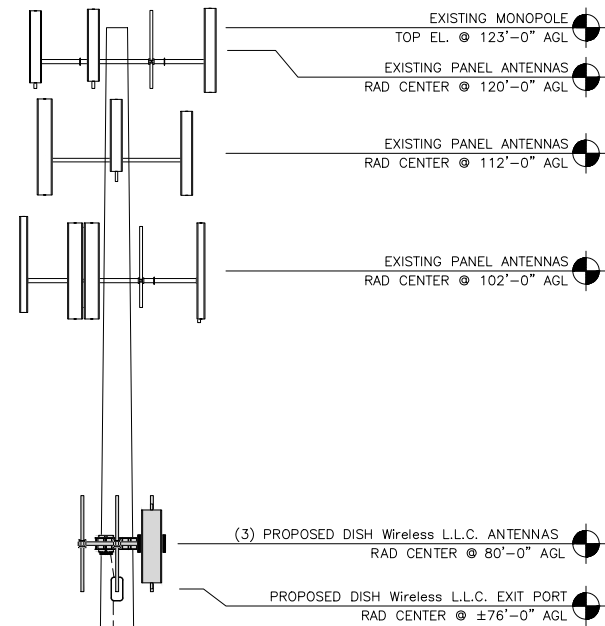 EXISTING MONOPOLE
TOP EL. @ 123'-0" AGL
EXISTING PANEL ANTENNAS
RAD CENTER @ 120'-0" AGL
EXISTING PANEL ANTENNAS
RAD CENTER @ 112'-0" AGL
EXISTING PANEL ANTENNAS
RAD CENTER @ 102'-0" AGL
(3) PROPOSED DISH Wireless L.L.C. ANTENNAS
RAD CENTER @ 80'-0" AGL
PROPOSED DISH Wireless L.L.C. EXIT PORT
RAD CENTER @ ±76'-0" AGL